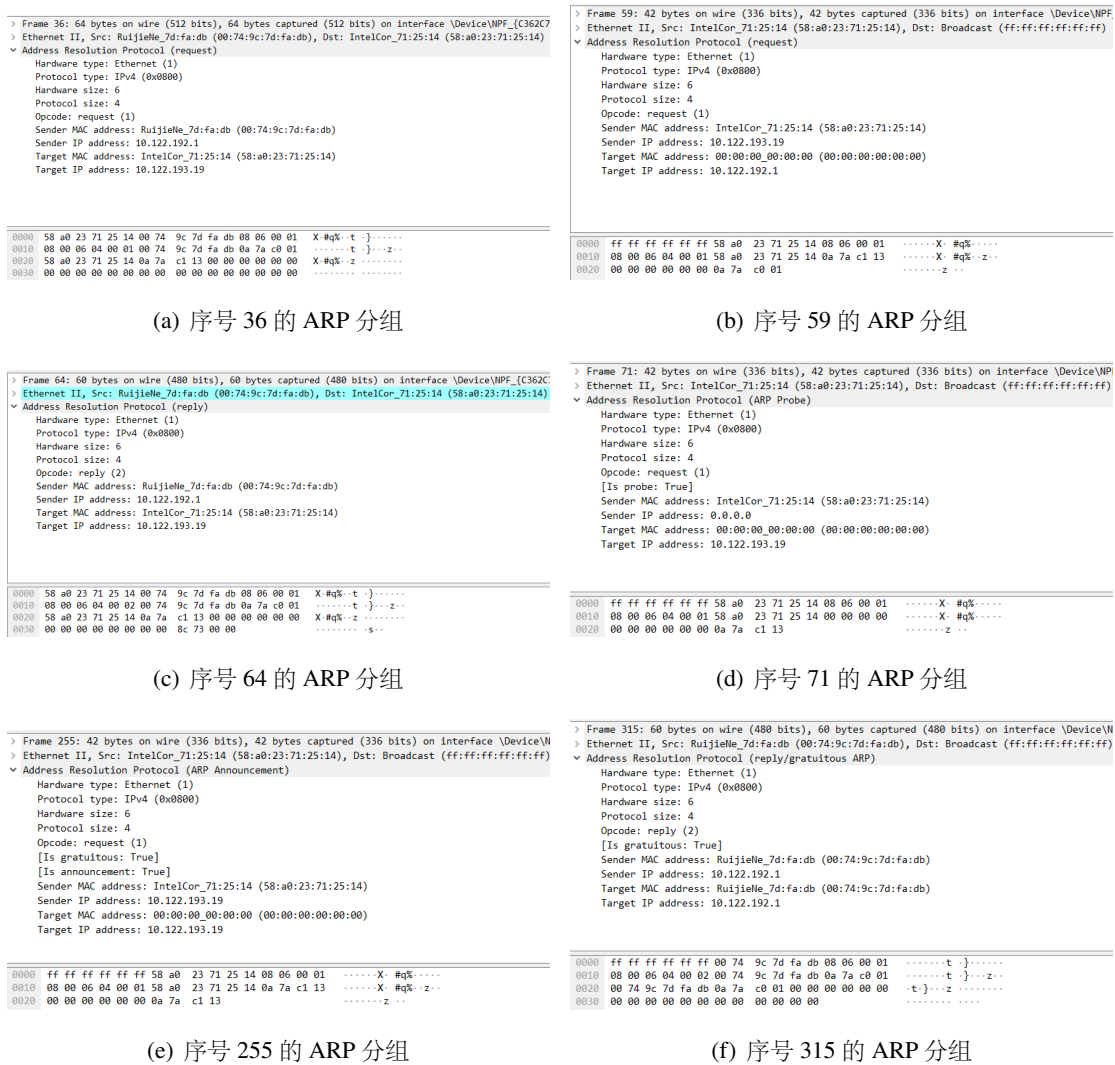 > Frame 36: 64 bytes on wire (512 bits), 64 bytes captured (512 bits) on interface \Device\NPF_{C362C7
> Ethernet II, Src: RuijieNe_7d:fa:db (00:74:9c:7d:fa:db), Dst: IntelCor_71:25:14 (58:a0:23:71:25:14)
Address Resolution Protocol (request)
Hardware type: Ethernet (1)
Protocol type: IPv4 (0x0800)
Hardware size: 6
Protocol size: 4
Opcode: request (1)
Sender MAC address: RuijieNe_7d:fa:db (00:74:9c:7d:fa:db)
Sender IP address: 10.122.192.1
Target MAC address: IntelCor_71:25:14 (58:a0:23:71:25:14)
Target IP address: 10.122.193.19
0000 58 a0 23 71 25 14 00 74 9c 7d fa db 08 06 00 01 X·#q%··t ·}······
0010 08 00 06 04 00 01 00 74 9c 7d fa db 0a 7a c0 01 ·······t ·}···z··
0020 58 a0 23 71 25 14 0a 7a c1 13 00 00 00 00 00 00 X·#q%··z ········
0030 00 00 00 00 00 00 00 00 00 00 00 00 00 00 00 00 ········ ········
(a) 序号 36 的 ARP 分组
> Frame 59: 42 bytes on wire (336 bits), 42 bytes captured (336 bits) on interface \Device\NPF
> Ethernet II, Src: IntelCor_71:25:14 (58:a0:23:71:25:14), Dst: Broadcast (ff:ff:ff:ff:ff:ff)
Address Resolution Protocol (request)
Hardware type: Ethernet (1)
Protocol type: IPv4 (0x0800)
Hardware size: 6
Protocol size: 4
Opcode: request (1)
Sender MAC address: IntelCor_71:25:14 (58:a0:23:71:25:14)
Sender IP address: 10.122.193.19
Target MAC address: 00:00:00_00:00:00 (00:00:00:00:00:00)
Target IP address: 10.122.192.1
0000 ff ff ff ff ff ff 58 a0 23 71 25 14 08 06 00 01 ······X· #q%·····
0010 08 00 06 04 00 01 58 a0 23 71 25 14 0a 7a c1 13 ······X· #q%··z··
0020 00 00 00 00 00 00 0a 7a c0 01 ·······z ··
(b) 序号 59 的 ARP 分组
> Frame 64: 60 bytes on wire (480 bits), 60 bytes captured (480 bits) on interface \Device\NPF_{C362C
> Ethernet II, Src: RuijieNe_7d:fa:db (00:74:9c:7d:fa:db), Dst: IntelCor_71:25:14 (58:a0:23:71:25:14)
Address Resolution Protocol (reply)
Hardware type: Ethernet (1)
Protocol type: IPv4 (0x0800)
Hardware size: 6
Protocol size: 4
Opcode: reply (2)
Sender MAC address: RuijieNe_7d:fa:db (00:74:9c:7d:fa:db)
Sender IP address: 10.122.192.1
Target MAC address: IntelCor_71:25:14 (58:a0:23:71:25:14)
Target IP address: 10.122.193.19
0000 58 a0 23 71 25 14 00 74 9c 7d fa db 08 06 00 01 X·#q%··t ·}······
0010 08 00 06 04 00 02 00 74 9c 7d fa db 0a 7a c0 01 ·······t ·}···z··
0020 58 a0 23 71 25 14 0a 7a c1 13 00 00 00 00 00 00 X·#q%··z ········
0030 00 00 00 00 00 00 00 00 8c 73 00 00 ········ ·s··
(c) 序号 64 的 ARP 分组
> Frame 71: 42 bytes on wire (336 bits), 42 bytes captured (336 bits) on interface \Device\NPF
> Ethernet II, Src: IntelCor_71:25:14 (58:a0:23:71:25:14), Dst: Broadcast (ff:ff:ff:ff:ff:ff)
Address Resolution Protocol (ARP Probe)
Hardware type: Ethernet (1)
Protocol type: IPv4 (0x0800)
Hardware size: 6
Protocol size: 4
Opcode: request (1)
[Is probe: True]
Sender MAC address: IntelCor_71:25:14 (58:a0:23:71:25:14)
Sender IP address: 0.0.0.0
Target MAC address: 00:00:00_00:00:00 (00:00:00:00:00:00)
Target IP address: 10.122.193.19
0000 ff ff ff ff ff ff 58 a0 23 71 25 14 08 06 00 01 ······X· #q%·····
0010 08 00 06 04 00 01 58 a0 23 71 25 14 00 00 00 00 ······X· #q%·····
0020 00 00 00 00 00 00 0a 7a c1 13 ·······z ··
(d) 序号 71 的 ARP 分组
> Frame 255: 42 bytes on wire (336 bits), 42 bytes captured (336 bits) on interface \Device\N
> Ethernet II, Src: IntelCor_71:25:14 (58:a0:23:71:25:14), Dst: Broadcast (ff:ff:ff:ff:ff:ff)
Address Resolution Protocol (ARP Announcement)
Hardware type: Ethernet (1)
Protocol type: IPv4 (0x0800)
Hardware size: 6
Protocol size: 4
Opcode: request (1)
[Is gratuitous: True]
[Is announcement: True]
Sender MAC address: IntelCor_71:25:14 (58:a0:23:71:25:14)
Sender IP address: 10.122.193.19
Target MAC address: 00:00:00_00:00:00 (00:00:00:00:00:00)
Target IP address: 10.122.193.19
0000 ff ff ff ff ff ff 58 a0 23 71 25 14 08 06 00 01 ······X· #q%·····
0010 08 00 06 04 00 01 58 a0 23 71 25 14 0a 7a c1 13 ······X· #q%··z··
0020 00 00 00 00 00 00 0a 7a c1 13 ·······z ··
(e) 序号 255 的 ARP 分组
> Frame 315: 60 bytes on wire (480 bits), 60 bytes captured (480 bits) on interface \Device\N
> Ethernet II, Src: RuijieNe_7d:fa:db (00:74:9c:7d:fa:db), Dst: Broadcast (ff:ff:ff:ff:ff:ff)
Address Resolution Protocol (reply/gratuitous ARP)
Hardware type: Ethernet (1)
Protocol type: IPv4 (0x0800)
Hardware size: 6
Protocol size: 4
Opcode: reply (2)
[Is gratuitous: True]
Sender MAC address: RuijieNe_7d:fa:db (00:74:9c:7d:fa:db)
Sender IP address: 10.122.192.1
Target MAC address: RuijieNe_7d:fa:db (00:74:9c:7d:fa:db)
Target IP address: 10.122.192.1
0000 ff ff ff ff ff ff 00 74 9c 7d fa db 08 06 00 01 ·······t ·}······
0010 08 00 06 04 00 02 00 74 9c 7d fa db 0a 7a c0 01 ·······t ·}···z··
0020 00 74 9c 7d fa db 0a 7a c0 01 00 00 00 00 00 00 ·t·}···z ········
0030 00 00 00 00 00 00 00 00 00 00 00 00 ········ ····
(f) 序号 315 的 ARP 分组